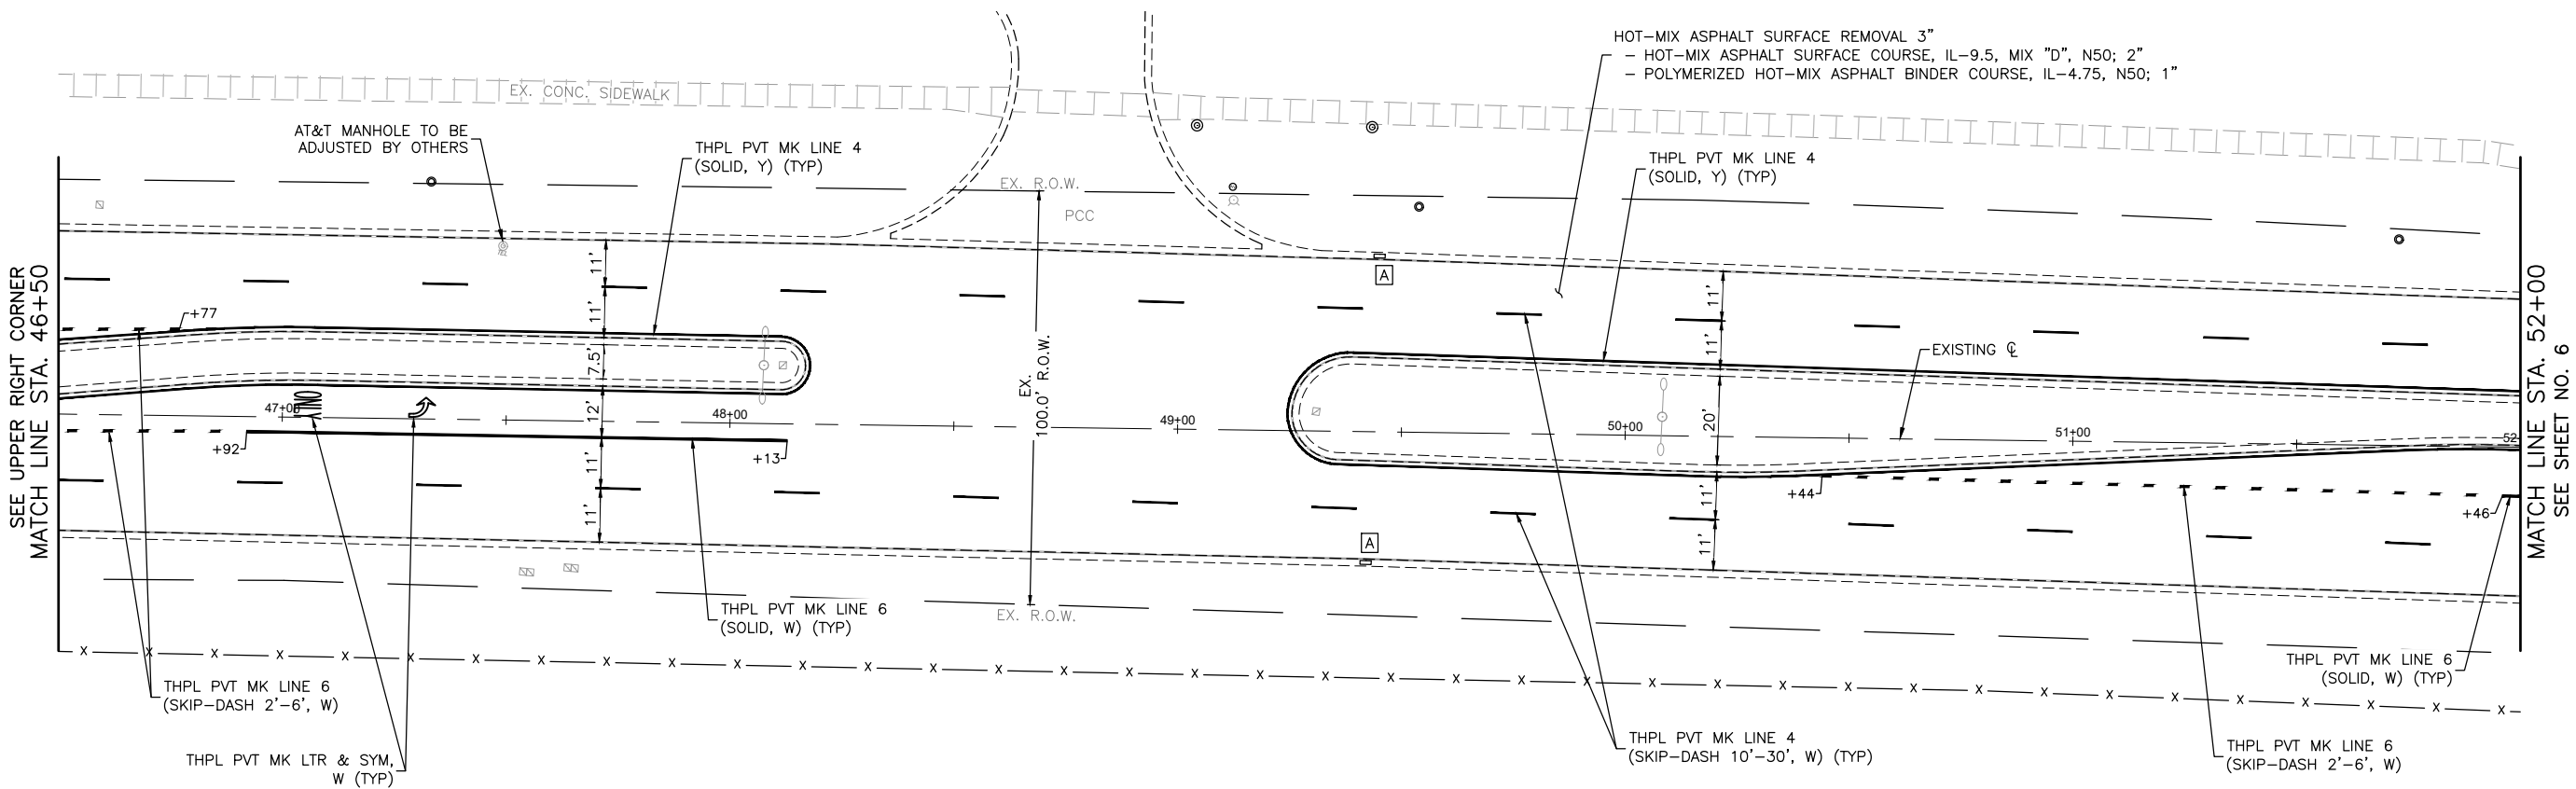 HOT-MIX ASPHALT SURFACE REMOVAL 3"
- HOT-MIX ASPHALT SURFACE COURSE, IL-9.5, MIX "D", N50; 2"
- POLYMERIZED HOT-MIX ASPHALT BINDER COURSE, IL-4.75, N50; 1"
EX. CONC. SIDEWALK
AT&T MANHOLE TO BE
ADJUSTED BY OTHERS
THPL PVT MK LINE 4
(SOLID, Y) (TYP)
THPL PVT MK LINE 4
(SOLID, Y) (TYP)
EX. R.O.W.
PCC
SEE UPPER RIGHT CORNER
MATCH LINE STA. 46+50
11'
11'
7.5'
12'
11'
11'
+77
A
EX.
100.0' R.O.W.
11'
11'
20'
11'
11'
EXISTING ℄
47+00
48+00
49+00
50+00
51+00
52
ONLY
+92
+13
+44
+46
A
MATCH LINE STA. 52+00
SEE SHEET NO. 6
THPL PVT MK LINE 6
(SOLID, W) (TYP)
EX. R.O.W.
X X X X X X X X X X X X X X X X X X X X X X X X X X X X X X X X X X X X X X
THPL PVT MK LINE 6
(SKIP-DASH 2'-6', W)
THPL PVT MK LTR & SYM,
W (TYP)
THPL PVT MK LINE 4
(SKIP-DASH 10'-30', W) (TYP)
THPL PVT MK LINE 6
(SOLID, W) (TYP)
THPL PVT MK LINE 6
(SKIP-DASH 2'-6', W)